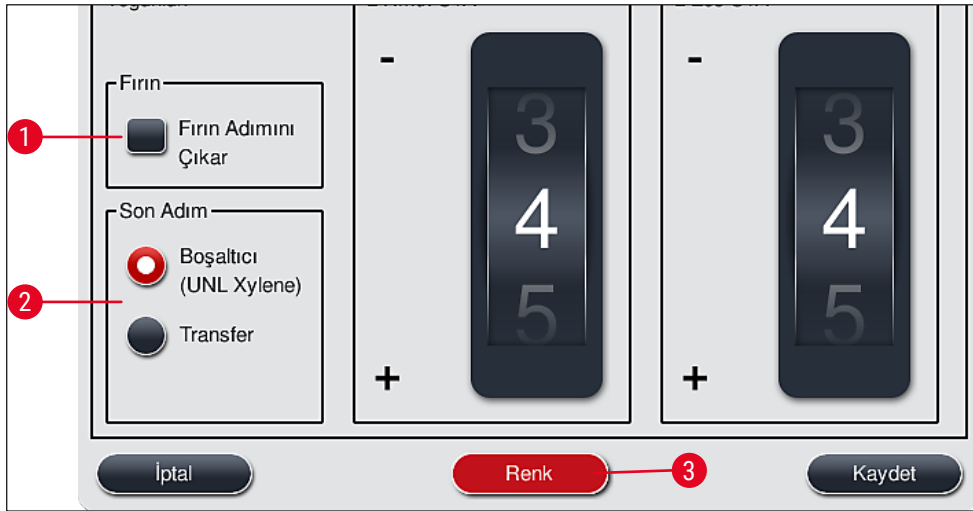 Fırın
1
Fırın Adımını
Çıkar
Son Adım
2
Boşaltıcı
(UNL Xylene)
Transfer
-
3
4
5
+
-
3
4
5
+
İptal
Renk
3
Kaydet